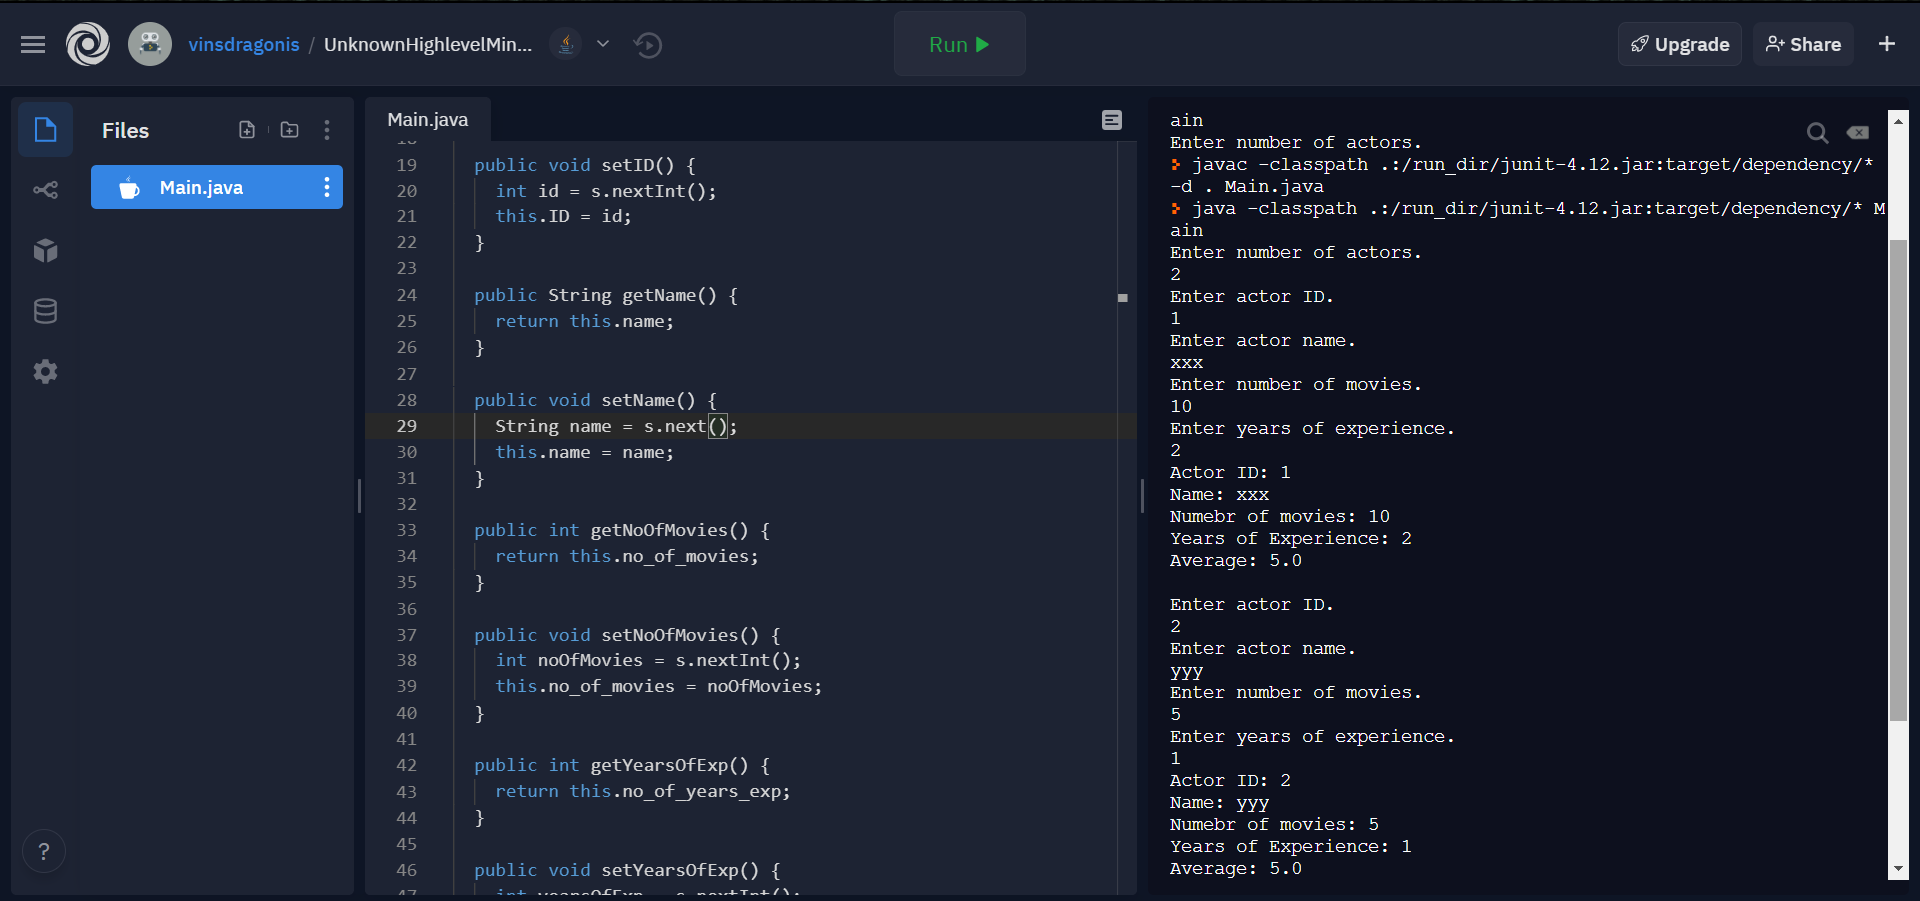 vinsdragonis / UnknownHighlevelMin...
Run
Upgrade
Share
Files
Main.java
?
Main.java
18
19 public void setID() {
20 int id = s.nextInt();
21 this.ID = id;
22 }
23
24 public String getName() {
25 return this.name;
26 }
27
28 public void setName() {
29 String name = s.next();
30 this.name = name;
31 }
32
33 public int getNoOfMovies() {
34 return this.no_of_movies;
35 }
36
37 public void setNoOfMovies() {
38 int noOfMovies = s.nextInt();
39 this.no_of_movies = noOfMovies;
40 }
41
42 public int getYearsOfExp() {
43 return this.no_of_years_exp;
44 }
45
46 public void setYearsOfExp() {
47 int yearsOfExp = s.nextInt();
ain
Enter number of actors.
javac -classpath .:/run_dir/junit-4.12.jar:target/dependency/*
-d . Main.java
java -classpath .:/run_dir/junit-4.12.jar:target/dependency/* M
ain
Enter number of actors.
2
Enter actor ID.
1
Enter actor name.
xxx
Enter number of movies.
10
Enter years of experience.
2
Actor ID: 1
Name: xxx
Numebr of movies: 10
Years of Experience: 2
Average: 5.0
Enter actor ID.
2
Enter actor name.
yyy
Enter number of movies.
5
Enter years of experience.
1
Actor ID: 2
Name: yyy
Numebr of movies: 5
Years of Experience: 1
Average: 5.0